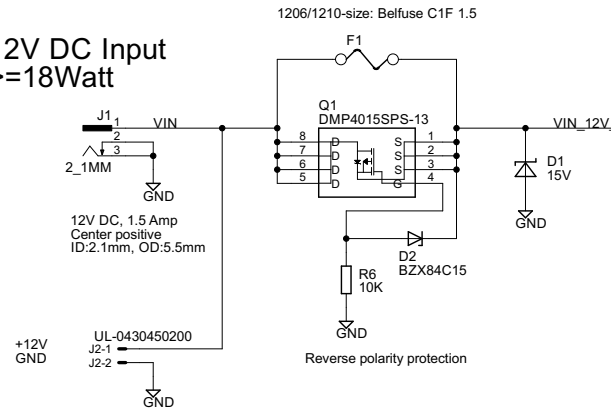 1206/1210-size: Belfuse C1F 1.5
2V DC Input
>=18Watt
F1
Q1
DMP4015SPS-13
J1
1
VIN
2
3
2_1MM
GND
12V DC, 1.5 Amp
Center positive
ID:2.1mm, OD:5.5mm
8 D S 1
7 D S 2
6 D S 3
5 D G 4
VIN_12V_
D1
15V
GND
D2
BZX84C15
R6
10K
GND
Reverse polarity protection
+12V
GND
UL-0430450200
J2-1
J2-2
GND